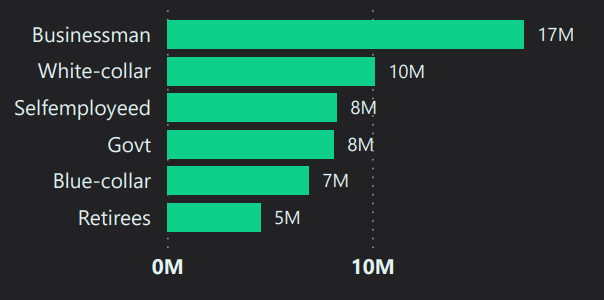 Businessman 17M
White-collar 10M
Selfemployeed 8M
Govt 8M
Blue-collar 7M
Retirees 5M
0M 10M